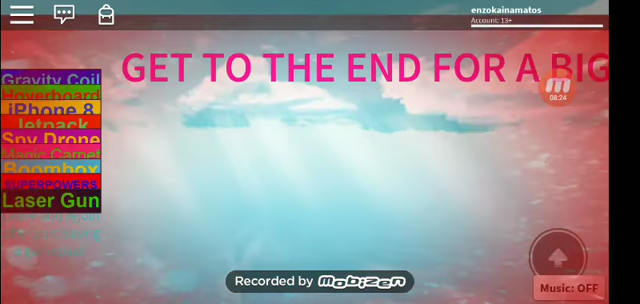 enzokainamatos
Account: 13+
GET TO THE END FOR A BIG
Gravity Coil
Hoverboard
iPhone 8
Jetpack
Spy Drone
Magic Carpet
Boombox
SUPERPOWERS
Laser Gun
08:24
Recorded by mobizen
Music: OFF